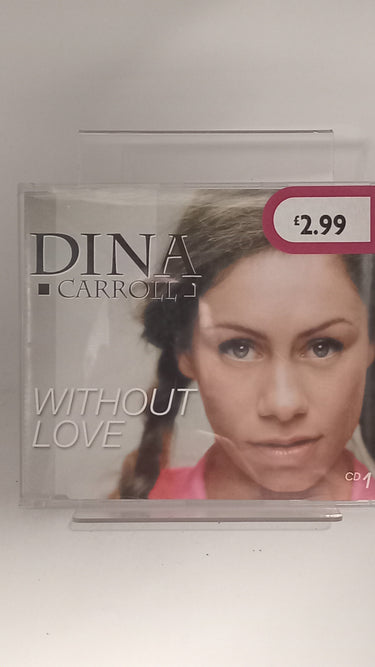 £2.99
DINA
CARROLL
WITHOUT
LOVE
CD 1